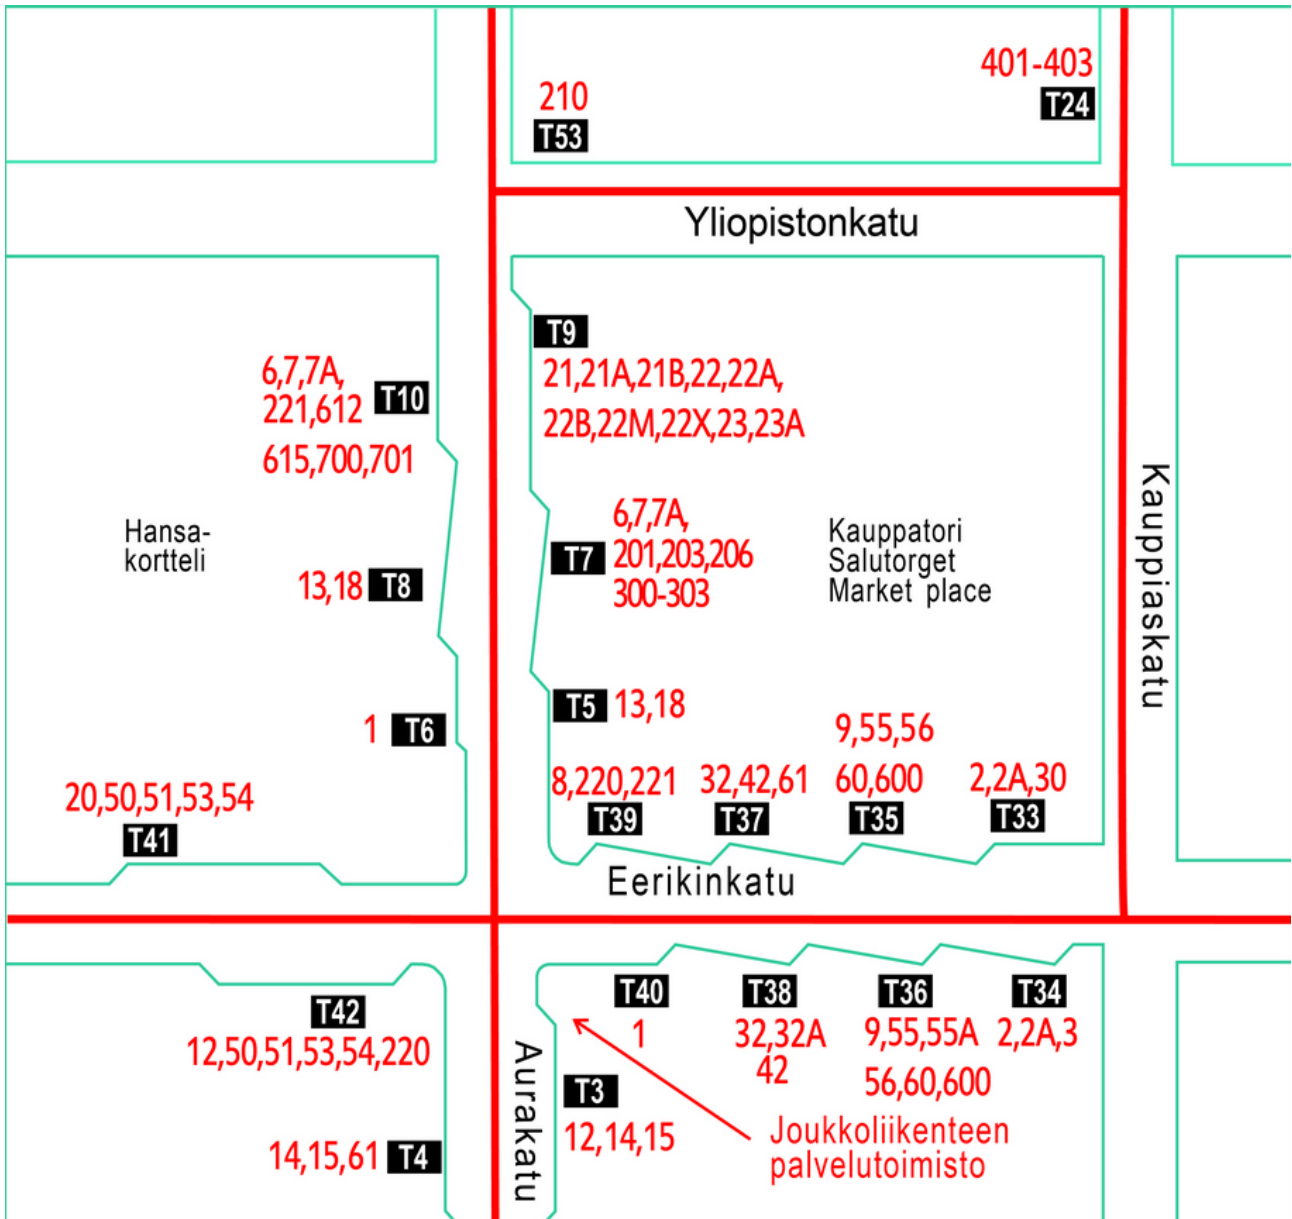 401-403
T24
210
T53
Yliopistonkatu
T9
21,21A,21B,22,22A,
22B,22M,22X,23,23A
6,7,7A,
221,612
T10
615,700,701
Hansa-
kortteli
13,18 T8
6,7,7A,
T7 201,203,206
300-303
Kauppatori
Salutorget
Market place
Kauppiaskatu
1 T6
T5 13,18
20,50,51,53,54
T41
8,220,221
T39
32,42,61
T37
9,55,56
60,600
T35
2,2A,30
T33
Eerikinkatu
T42
12,50,51,53,54,220
14,15,61 T4
Aurakatu
T40
1
T38
32,32A
42
T36
9,55,55A
56,60,600
T34
2,2A,3
T3
12,14,15
Joukkoliikenteen
palvelutoimisto